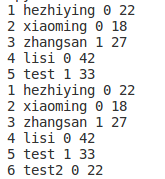 1 hezhiying 0 22
2 xiaoming 0 18
3 zhangsan 1 27
4 lisi 0 42
5 test 1 33
1 hezhiying 0 22
2 xiaoming 0 18
3 zhangsan 1 27
4 lisi 0 42
5 test 1 33
6 test2 0 22